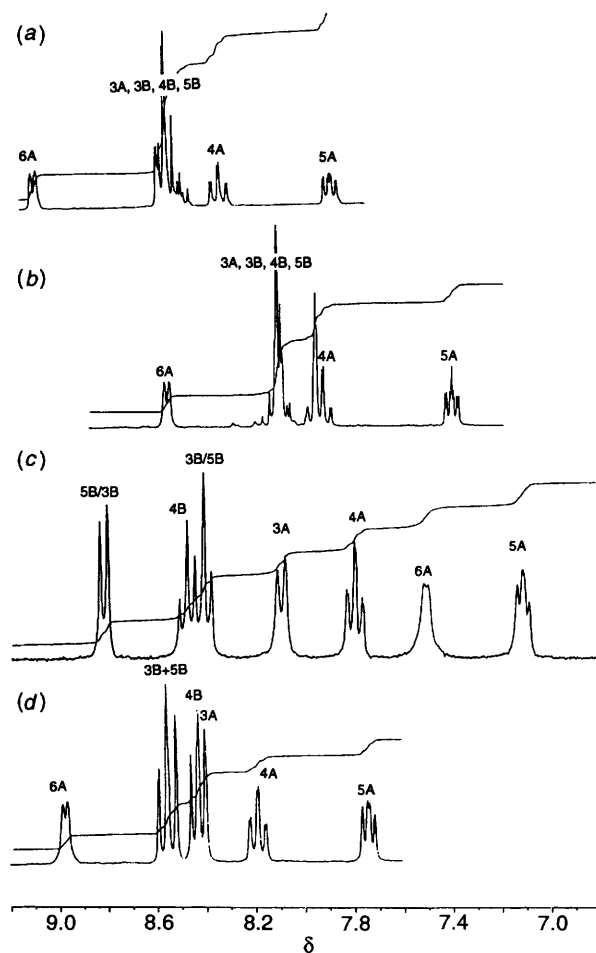 (a)
3A, 3B, 4B, 5B
6A
4A
5A
(b)
3A, 3B, 4B, 5B
6A
4A
5A
(c)
3B/5B
5B/3B
4B
3A
4A
6A
5A
(d)
3B+5B
4B
3A
6A
4A
5A
9.0 8.6 8.2 7.8 7.4 7.0
δ